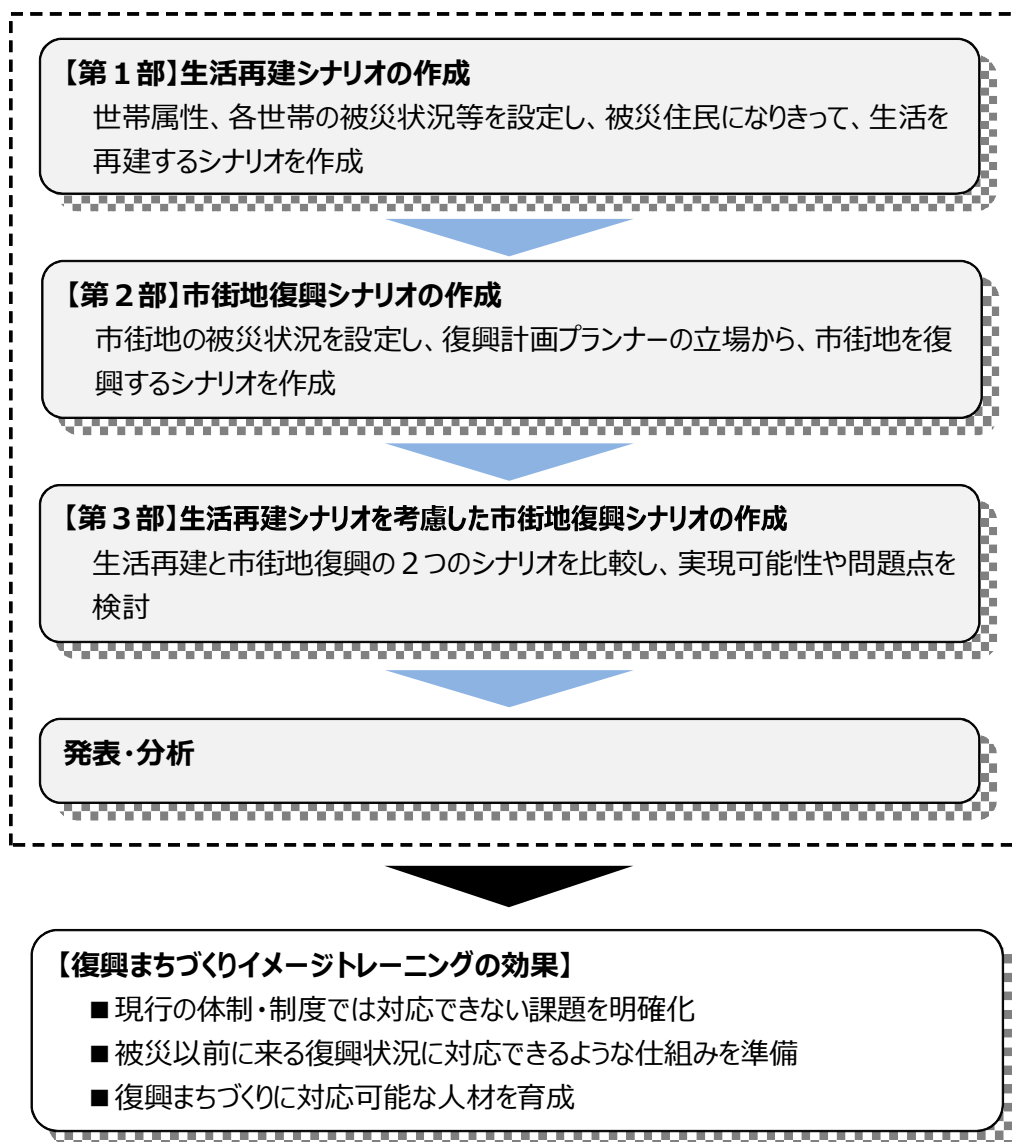 【第1部】生活再建シナリオの作成
世帯属性、各世帯の被災状況等を設定し、被災住民になりきって、生活を
再建するシナリオを作成
【第2部】市街地復興シナリオの作成
市街地の被災状況を設定し、復興計画プランナーの立場から、市街地を復
興するシナリオを作成
【第3部】生活再建シナリオを考慮した市街地復興シナリオの作成
生活再建と市街地復興の2つのシナリオを比較し、実現可能性や問題点を
検討
発表・分析
【復興まちづくりイメージトレーニングの効果】
■現行の体制・制度では対応できない課題を明確化
■被災以前に来る復興状況に対応できるような仕組みを準備
■復興まちづくりに対応可能な人材を育成